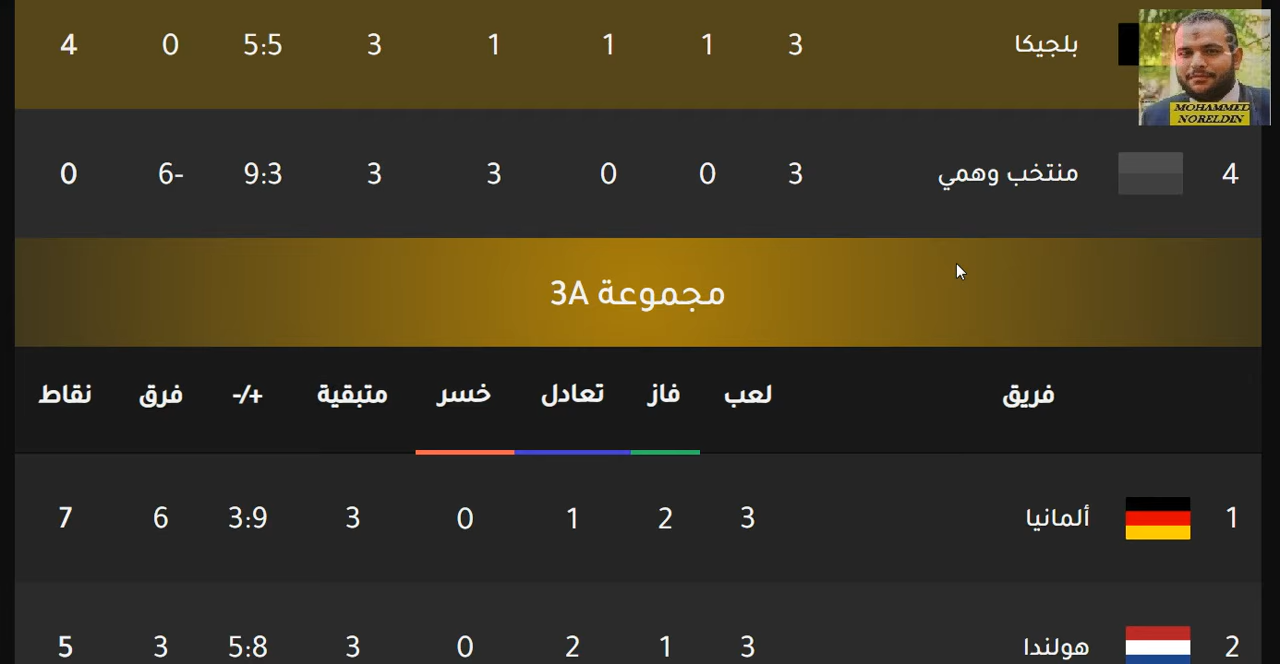 بلجيكا 3 1 1 1 3 5:5 0 4
MOHAMMED
NORELDIN
4 منتخب وهمي 3 0 0 3 3 9:3 6- 0
مجموعة 3A
فريق لعب فاز تعادل خسر متبقية +/- فرق نقاط
1 ألمانيا 3 2 1 0 3 3:9 6 7
2 هولندا 3 1 2 0 3 5:8 3 5